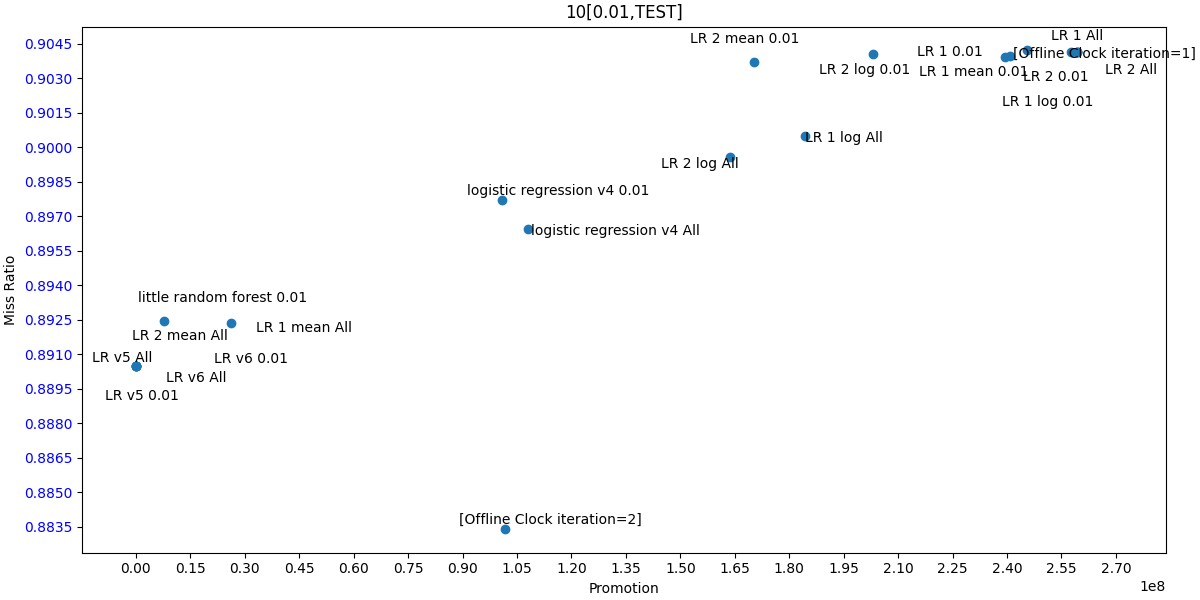 10[0.01,TEST]
Miss Ratio
0.9045
0.9030
0.9015
0.9000
0.8985
0.8970
0.8955
0.8940
0.8925
0.8910
0.8895
0.8880
0.8865
0.8850
0.8835
LR 1 All
LR 2 mean 0.01
LR 1 0.01
[Offline Clock iteration=1]
LR 2 log 0.01
LR 1 mean 0.01
LR 2 0.01
LR 2 All
LR 1 log 0.01
LR 1 log All
LR 2 log All
logistic regression v4 0.01
logistic regression v4 All
little random forest 0.01
LR 2 mean All
LR 1 mean All
LR v5 All
LR v6 0.01
LR v6 All
LR v5 0.01
[Offline Clock iteration=2]
0.00 0.15 0.30 0.45 0.60 0.75 0.90 1.05 1.20 1.35 1.50 1.65 1.80 1.95 2.10 2.25 2.40 2.55 2.70
1e8
Promotion